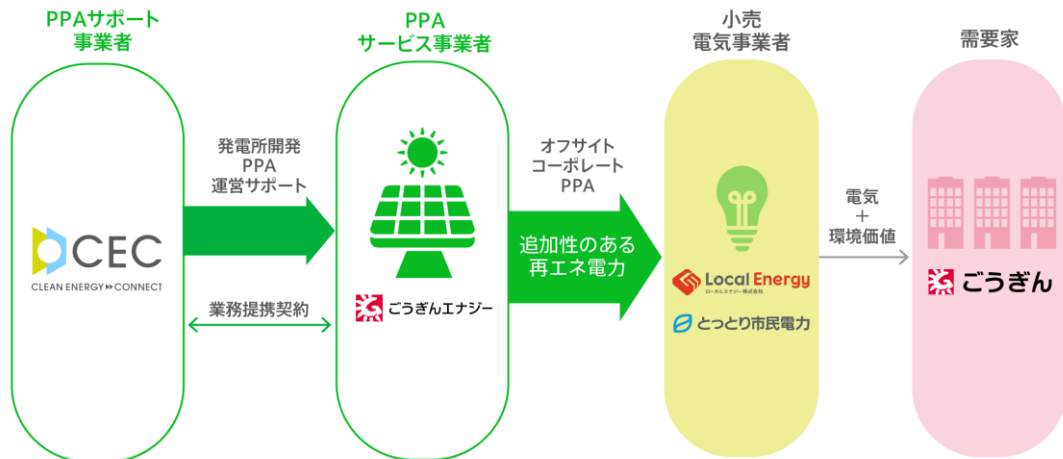 PPAサポート
事業者
PPA
サービス事業者
小売
電気事業者
需要家
発電所開発
PPA
運営サポート
オフサイト
コーポレート
PPA
追加性のある
再エネ電力
電気
+
環境価値
CEC
CLEAN ENERGY CONNECT
業務提携契約
ごうぎんエナジー
Local Energy
ローカルエナジー株式会社
とっとり市民電力
ごうぎん